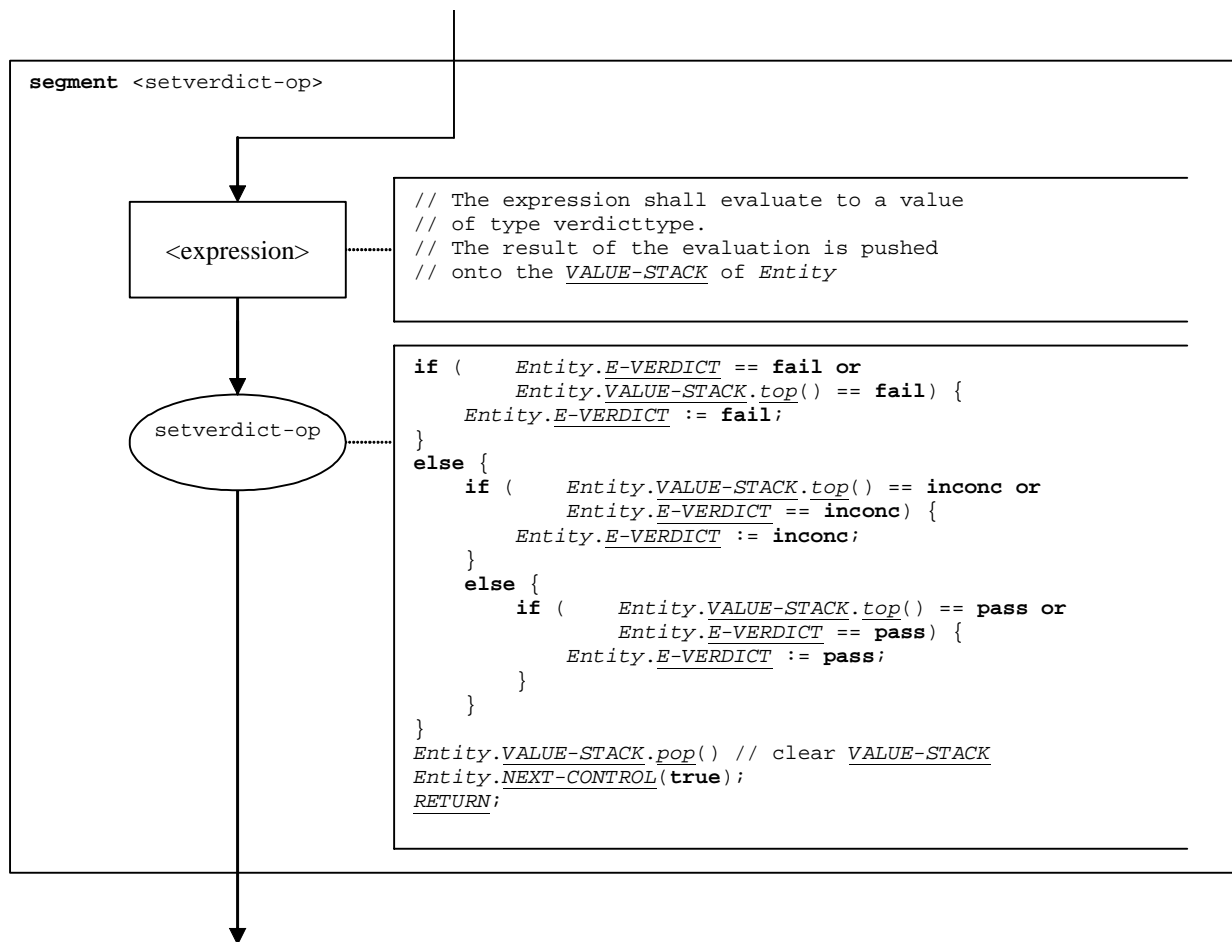 segment <setverdict-op>
<expression>
// The expression shall evaluate to a value
// of type verdicttype.
// The result of the evaluation is pushed
// onto the VALUE-STACK of Entity
setverdict-op
if (    Entity.E-VERDICT == fail or
        Entity.VALUE-STACK.top() == fail) {
    Entity.E-VERDICT := fail;
}
else {
    if (    Entity.VALUE-STACK.top() == inconc or
            Entity.E-VERDICT == inconc) {
        Entity.E-VERDICT := inconc;
    }
    else {
        if (    Entity.VALUE-STACK.top() == pass or
                Entity.E-VERDICT == pass) {
            Entity.E-VERDICT := pass;
        }
    }
}
Entity.VALUE-STACK.pop() // clear VALUE-STACK
Entity.NEXT-CONTROL(true);
RETURN;